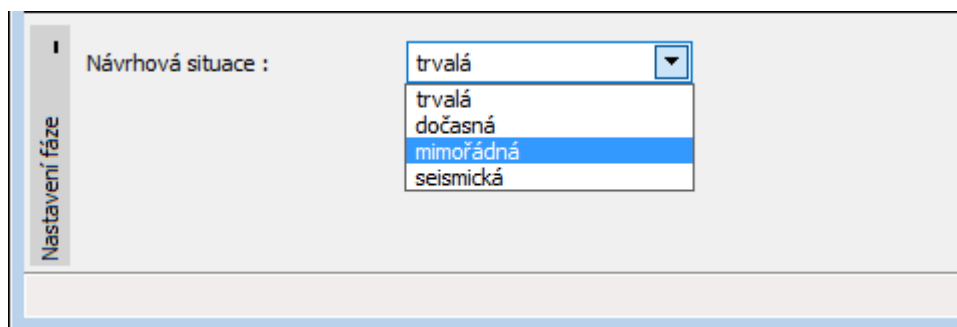 Nastavení fáze
Návrhová situace :
trvalá
trvalá
dočasná
mimořádná
seismická